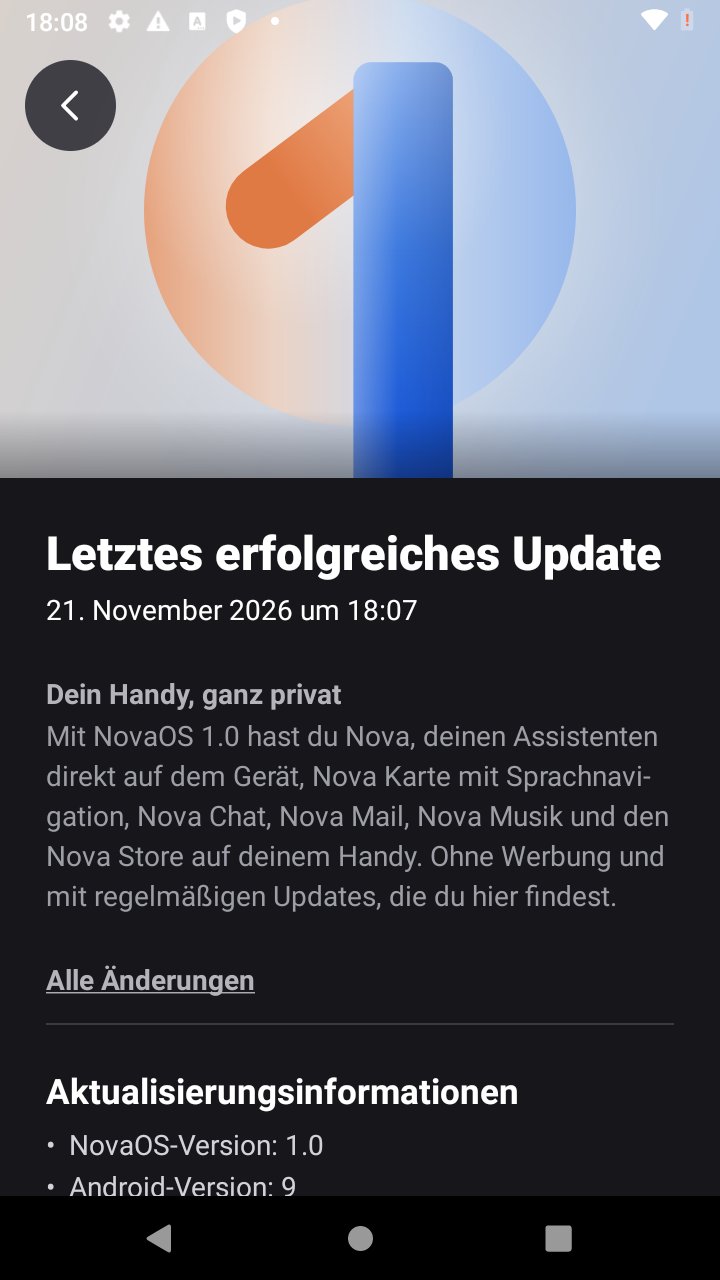 18:08
Letztes erfolgreiches Update
21. November 2026 um 18:07
Dein Handy, ganz privat
Mit NovaOS 1.0 hast du Nova, deinen Assistenten
direkt auf dem Gerät, Nova Karte mit Sprachnavi-
gation, Nova Chat, Nova Mail, Nova Musik und den
Nova Store auf deinem Handy. Ohne Werbung und
mit regelmäßigen Updates, die du hier findest.
Alle Änderungen
Aktualisierungsinformationen
• NovaOS-Version: 1.0
• Android-Version: 9